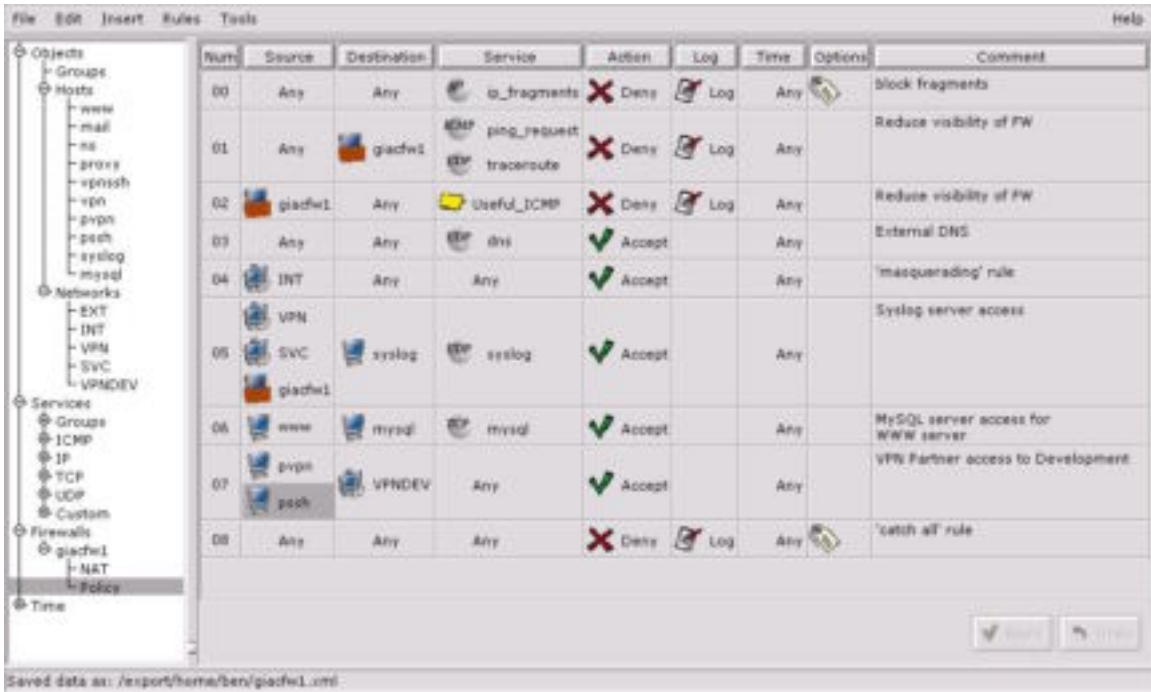 File Edit Insert Rules Tools Help
Objects
Groups
Hosts
www
mail
ns
proxy
vpnssh
vpn
pvpn
pssh
syslog
mysql
Networks
EXT
INT
VPN
SVC
VPNDEV
Services
Groups
ICMP
IP
TCP
UDP
Custom
Firewalls
giacfw1
NAT
Policy
Time
Num Source Destination Service Action Log Time Options Comment
00 Any Any ip_fragments Deny Log Any block fragments
01 Any giacfw1 ICMP ping_request Deny Log Any Reduce visibility of FW
UDP traceroute
02 giacfw1 Any Useful_ICMP Deny Log Any Reduce visibility of FW
03 Any Any UDP dns Accept Any External DNS
04 INT Any Any Accept Any 'masquerading' rule
VPN Syslog server access
05 SVC syslog UDP syslog Accept Any
giacfw1
06 www mysql mysql Accept Any MySQL server access for
WWW server
pvpn VPN Partner access to Development
07 VPNDEV Any Accept Any
pssh
08 Any Any Any Deny Log Any 'catch all' rule
Saved data as: /export/home/ben/giacfw1.xml